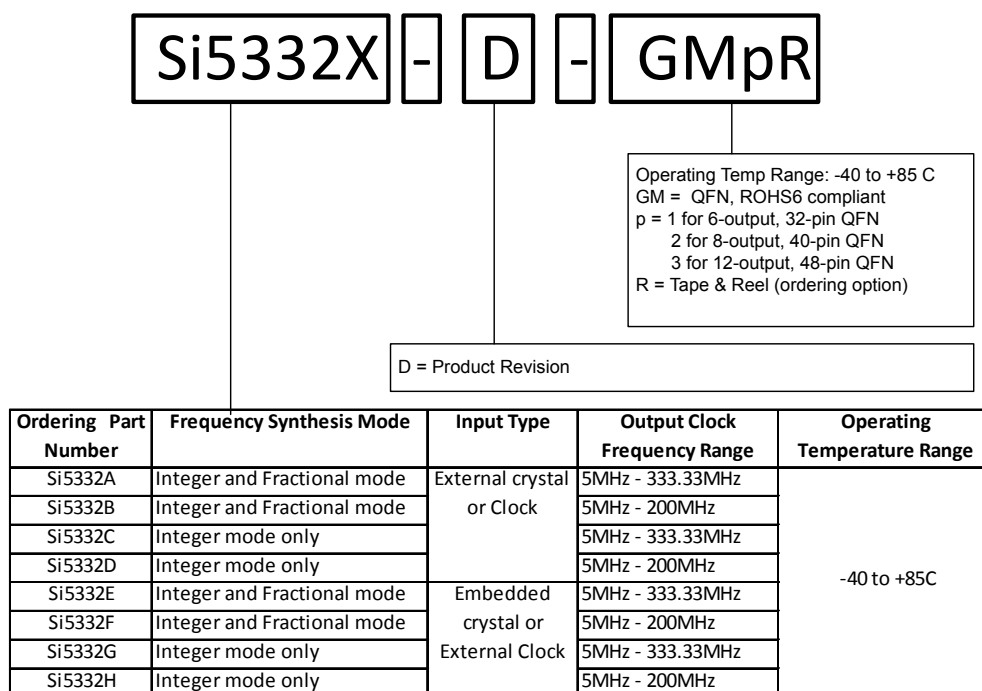 Si5332X - D - GMpR
Operating Temp Range: -40 to +85 C
GM = QFN, ROHS6 compliant
p = 1 for 6-output, 32-pin QFN
2 for 8-output, 40-pin QFN
3 for 12-output, 48-pin QFN
R = Tape & Reel (ordering option)
D = Product Revision
Ordering Part Number | Frequency Synthesis Mode | Input Type | Output Clock Frequency Range | Operating Temperature Range
Si5332A | Integer and Fractional mode | External crystal or Clock | 5MHz - 333.33MHz | -40 to +85C
Si5332B | Integer and Fractional mode | 5MHz - 200MHz
Si5332C | Integer mode only | 5MHz - 333.33MHz
Si5332D | Integer mode only | 5MHz - 200MHz
Si5332E | Integer and Fractional mode | Embedded crystal or External Clock | 5MHz - 333.33MHz
Si5332F | Integer and Fractional mode | 5MHz - 200MHz
Si5332G | Integer mode only | 5MHz - 333.33MHz
Si5332H | Integer mode only | 5MHz - 200MHz